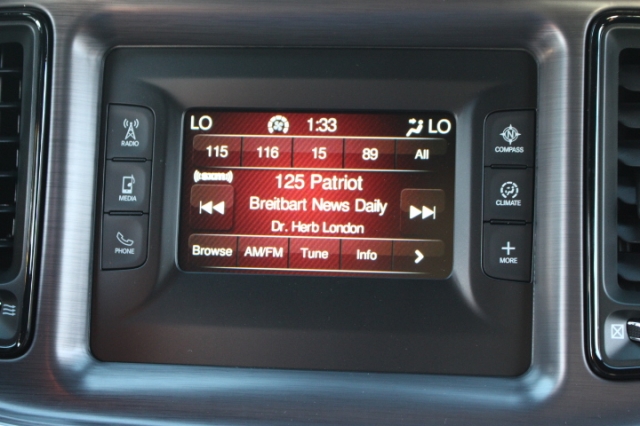 LO 1:33 LO
115 116 15 89 All
((SXM))
125 Patriot
Breitbart News Daily
Dr. Herb London
Browse AM/FM Tune Info >
RADIO
MEDIA
PHONE
COMPASS
CLIMATE
+
MORE